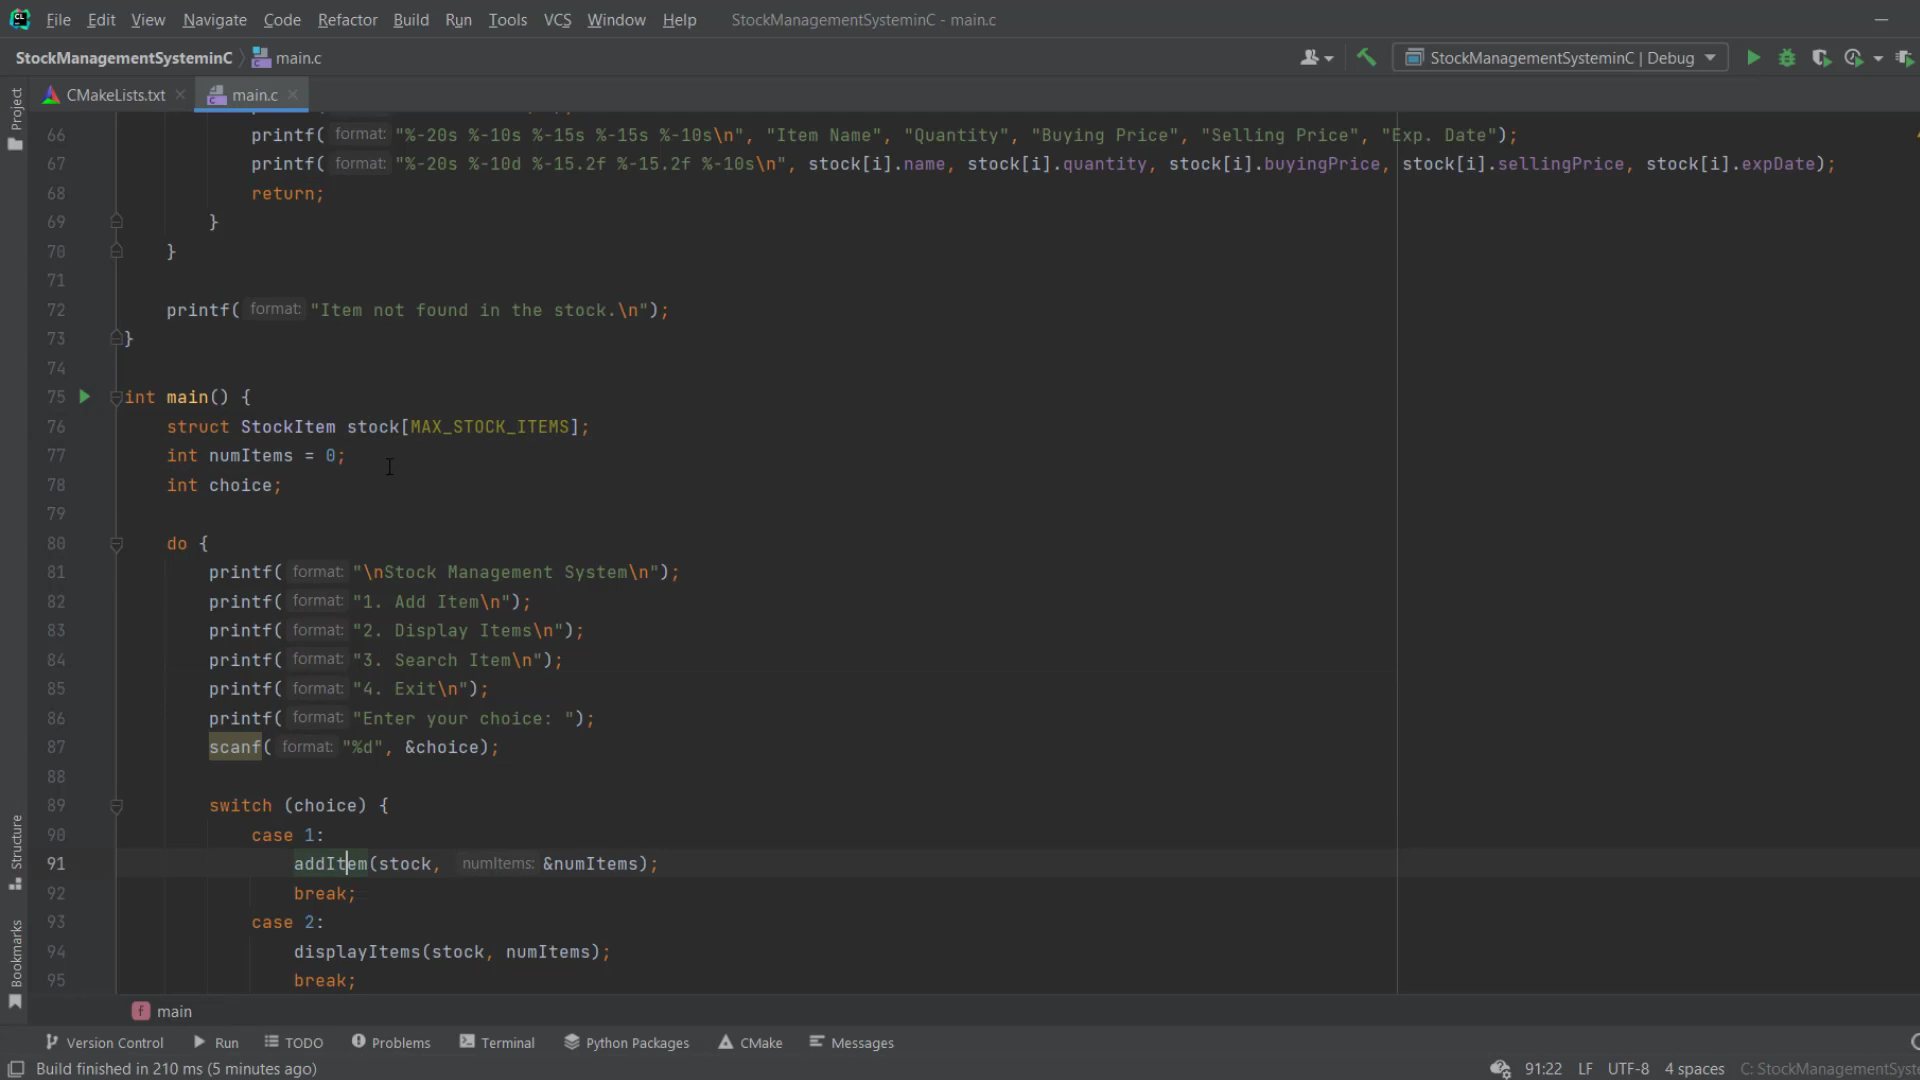 File Edit View Navigate Code Refactor Build Run Tools VCS Window Help StockManagementSysteminC - main.c
StockManagementSysteminC main.c StockManagementSysteminC | Debug
Project
CMakeLists.txt main.c
66 printf( format: "%-20s %-10s %-15s %-15s %-10s\n", "Item Name", "Quantity", "Buying Price", "Selling Price", "Exp. Date");
67 printf( format: "%-20s %-10d %-15.2f %-15.2f %-10s\n", stock[i].name, stock[i].quantity, stock[i].buyingPrice, stock[i].sellingPrice, stock[i].expDate);
68 return;
69 }
70 }
71
72 printf( format: "Item not found in the stock.\n");
73 }
74
75 int main() {
76 struct StockItem stock[MAX_STOCK_ITEMS];
77 int numItems = 0;
78 int choice;
79
80 do {
81 printf( format: "\nStock Management System\n");
82 printf( format: "1. Add Item\n");
83 printf( format: "2. Display Items\n");
84 printf( format: "3. Search Item\n");
85 printf( format: "4. Exit\n");
86 printf( format: "Enter your choice: ");
87 scanf( format: "%d", &choice);
88
89 switch (choice) {
90 case 1:
91 addItem(stock, numItems: &numItems);
92 break;
93 case 2:
94 displayItems(stock, numItems);
95 break;
Structure
Bookmarks
f main
Version Control Run TODO Problems Terminal Python Packages CMake Messages
Build finished in 210 ms (5 minutes ago) 91:22 LF UTF-8 4 spaces C: StockManagementSyste